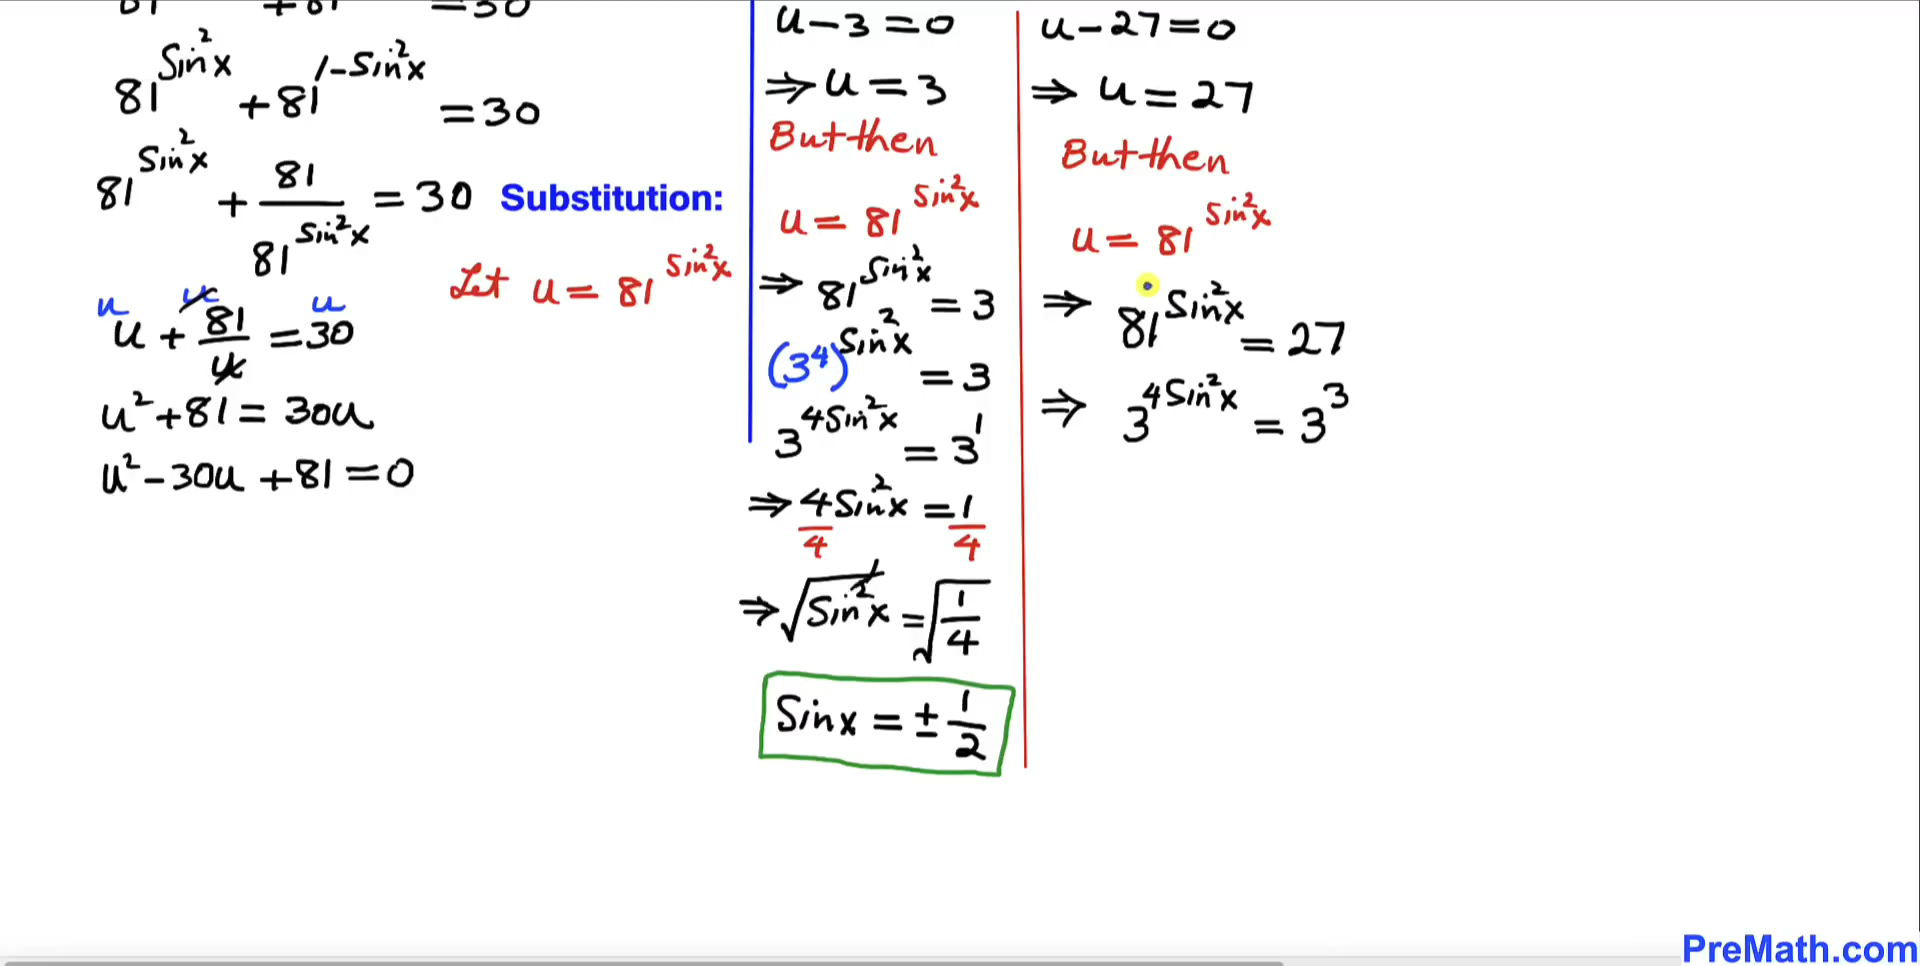 81 + 81 = 30
81^sin²x + 81^1-sin²x = 30
81^sin²x + 81/81^sin²x = 30
Substitution:
Let u = 81^sin²x
u u u
u + 81/u = 30
u² + 81 = 30u
u² - 30u + 81 = 0
u - 3 = 0
⇒ u = 3
But then
u = 81^sin²x
⇒ 81^sin²x = 3
(3⁴)^sin²x = 3
3^4sin²x = 3¹
⇒ 4sin²x/4 = 1/4
⇒ √sin²x = √1/4
Sinx = ± 1/2
u - 27 = 0
⇒ u = 27
But then
u = 81^sin²x
⇒ 81^sin²x = 27
⇒ 3^4sin²x = 3³
PreMath.com